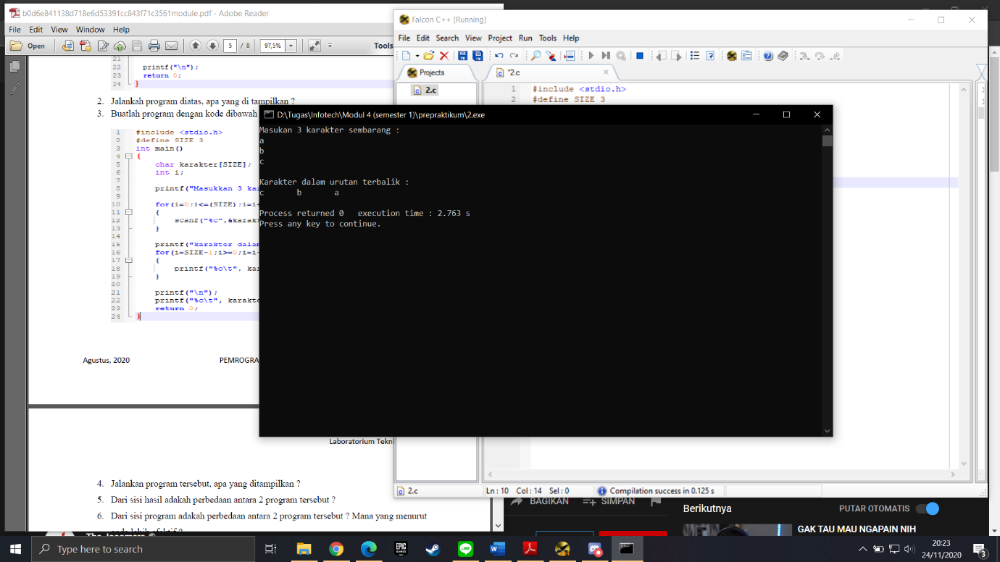 b0d6e841138d718e6d53391cc843f71c3561module.pdf - Adobe Reader
File Edit View Window Help
Open 5 / 8 97,5% Tools
21
22 printf("\n");
23 return 0;
24 }
2. Jalankah program diatas, apa yang di tampilkan ?
3. Buatlah program dengan kode dibawah
1 #include <stdio.h>
2 #define SIZE 3
3 int main()
4 {
5 char karakter[SIZE];
6 int i;
7
8 printf("Masukkan 3 kar
9
10 for(i=0;i<=(SIZE);i=i+
11 {
12 scanf("%c",&karakt
13 }
14
15 printf("karakter dalam
16 for(i=SIZE-1;i>=0;i=i-
17 {
18 printf("%c\t", kar
19 }
20
21 printf("\n");
22 printf("%c\t", karakte
23 return 0;
24 }
Agustus, 2020 PEMROGRA
Laboratorium Tekni
4. Jalankan program tersebut, apa yang ditampilkan ?
5. Dari sisi hasil adakah perbedaan antara 2 program tersebut ?
6. Dari sisi program adakah perbedaan antara 2 program tersebut ? Mana yang menurut
Falcon C++ [Running]
File Edit Search View Project Run Tools Help
Projects
*2.c
2.c
1 #include <stdio.h>
2 #define SIZE 3
D:\Tugas\Infotech\Modul 4 (semester 1)\prepraktikum\2.exe
Masukan 3 karakter sembarang :
a
b
c
Karakter dalam urutan terbalik :
c b a
Process returned 0 execution time : 2.763 s
Press any key to continue.
2.c Ln : 10 Col : 14 Sel : 0 Compilation success in 0.125 s
BAGIKAN SIMPAN
Berikutnya PUTAR OTOMATIS
GAK TAU MAU NGAPAIN NIH
Type here to search
EPIC GAMES
LINE
20:23
24/11/2020
3